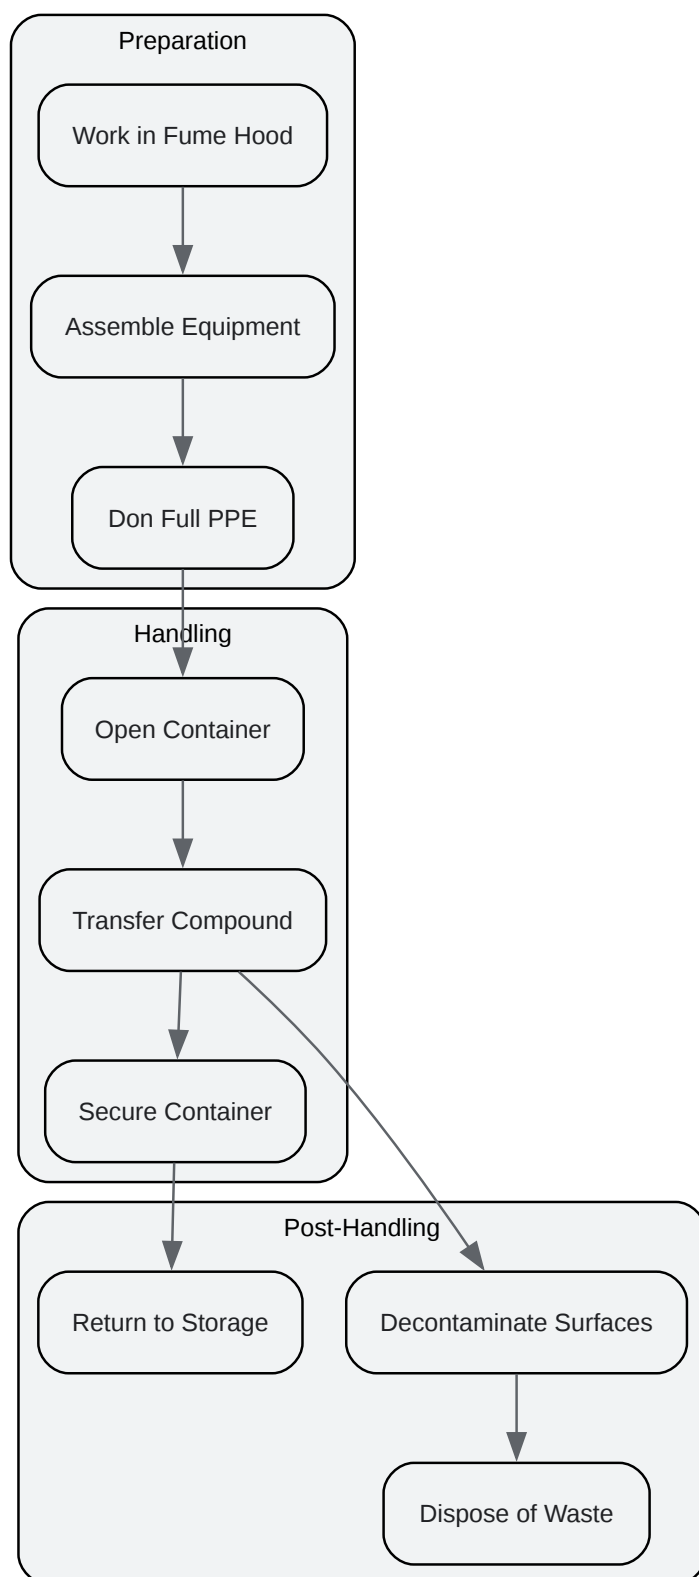 Preparation
Work in Fume Hood
Assemble Equipment
Don Full PPE
Handling
Open Container
Transfer Compound
Secure Container
Post-Handling
Return to Storage
Decontaminate Surfaces
Dispose of Waste